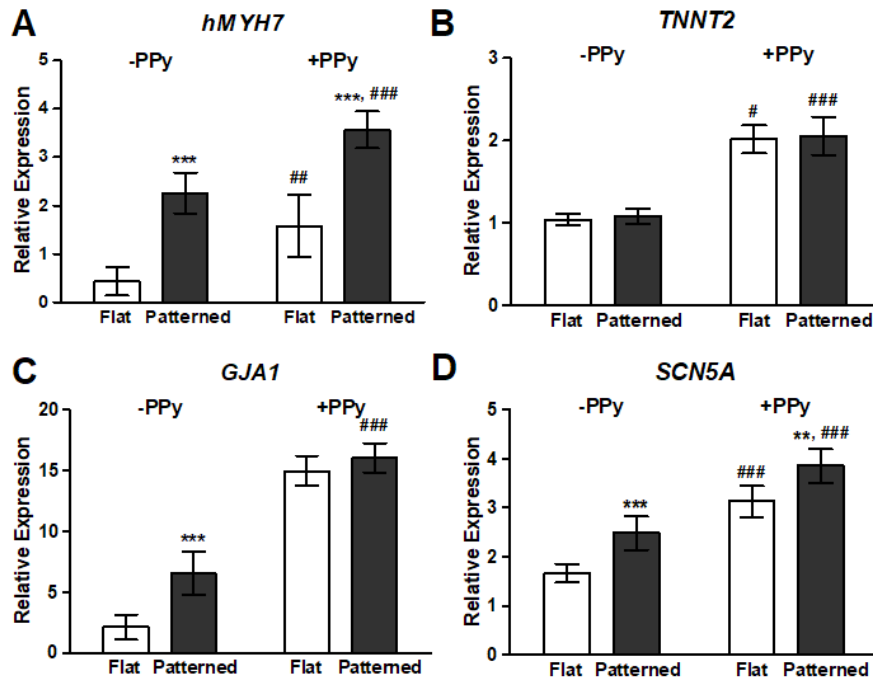 A
hMYH7
-PPy
+PPy
Relative Expression
5
4
3
2
1
0
***
##
***, ###
Flat Patterned Flat Patterned
B
TNNT2
-PPy
+PPy
Relative Expression
3
2
1
0
#
###
Flat Patterned Flat Patterned
C
GJA1
-PPy
+PPy
Relative Expression
20
15
10
5
0
***
###
Flat Patterned Flat Patterned
D
SCN5A
-PPy
+PPy
Relative Expression
5
4
3
2
1
0
***
###
**, ###
Flat Patterned Flat Patterned